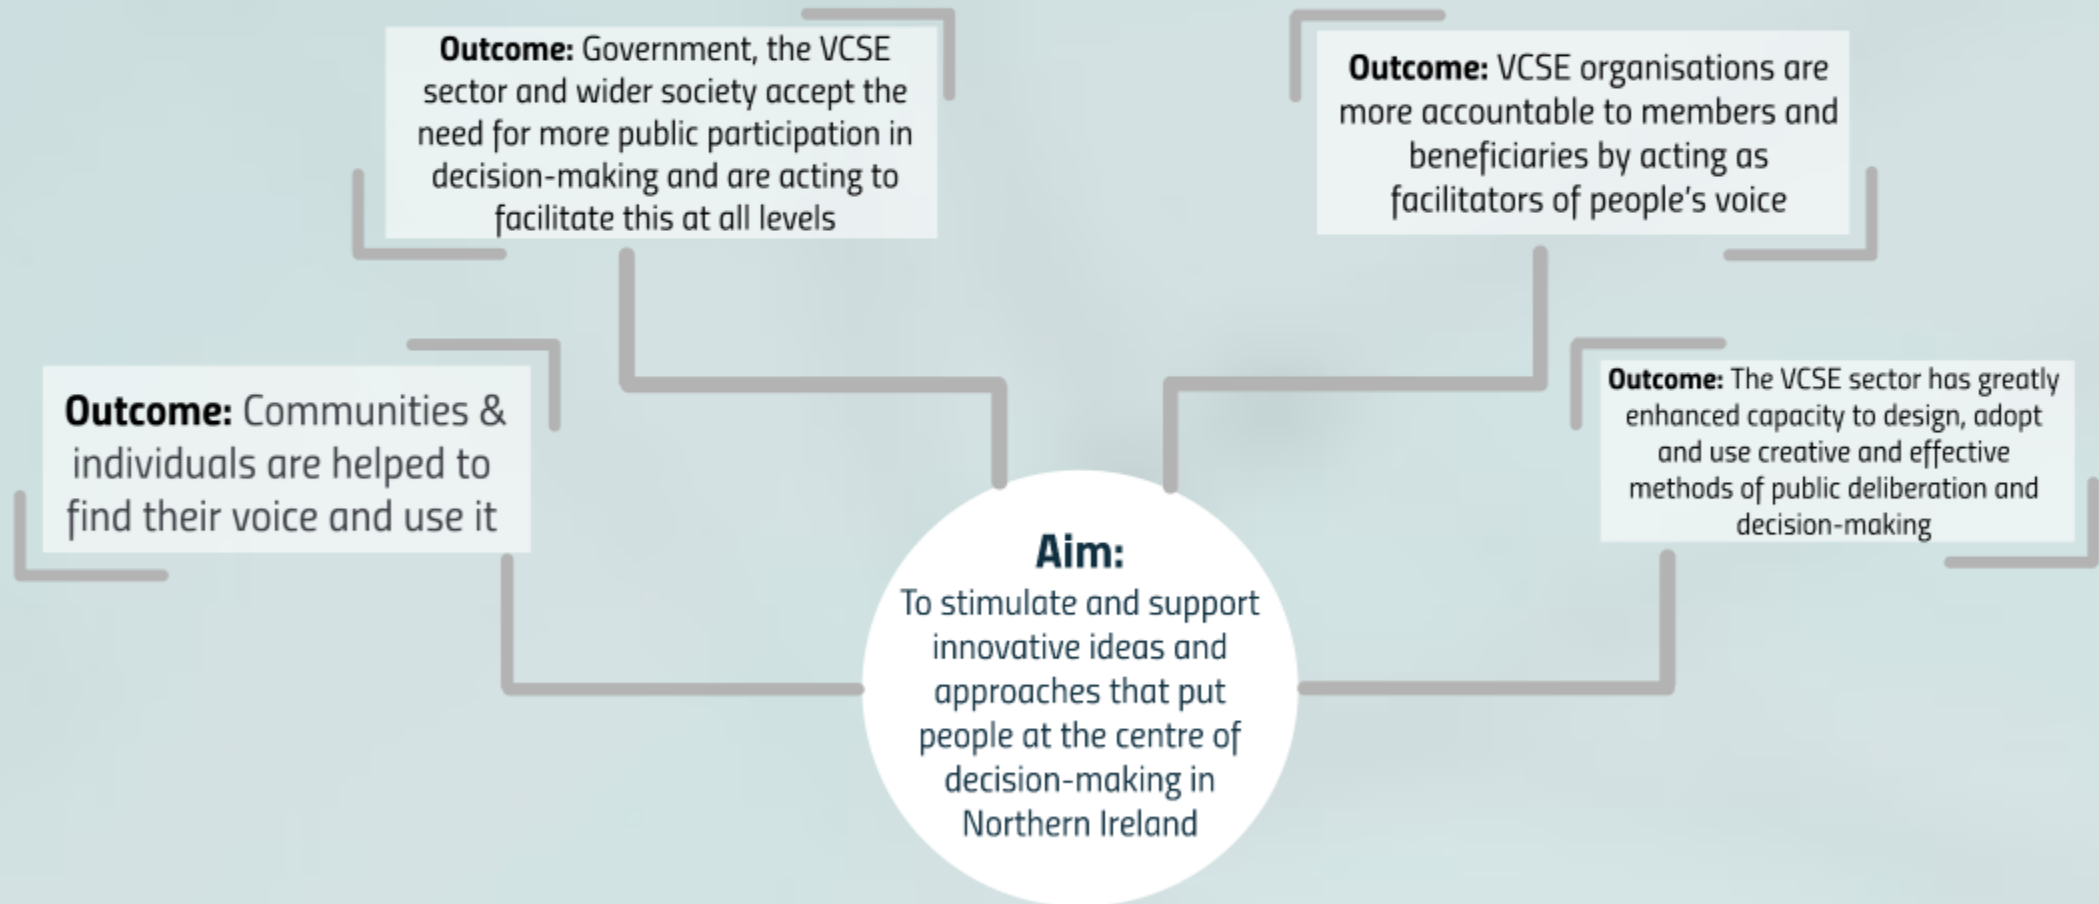 Outcome: Government, the VCSE
sector and wider society accept the
need for more public participation in
decision-making and are acting to
facilitate this at all levels
Outcome: VCSE organisations are
more accountable to members and
beneficiaries by acting as
facilitators of people's voice
Outcome: Communities &
individuals are helped to
find their voice and use it
Outcome: The VCSE sector has greatly
enhanced capacity to design, adopt
and use creative and effective
methods of public deliberation and
decision-making
Aim:
To stimulate and support
innovative ideas and
approaches that put
people at the centre of
decision-making in
Northern Ireland